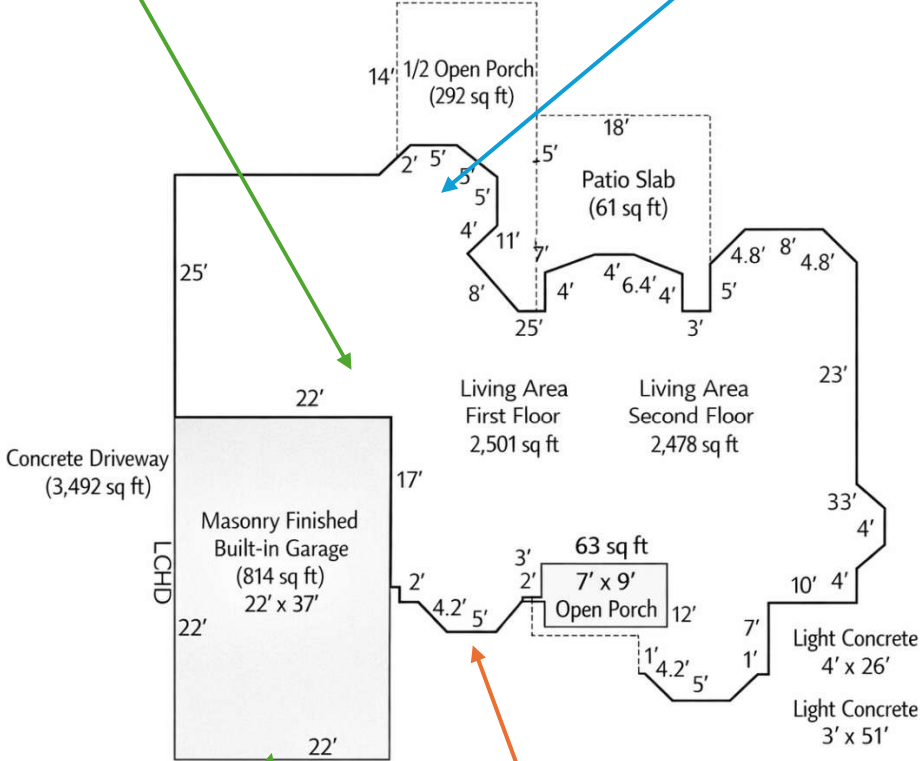 14′
1/2 Open Porch
(292 sq ft)
18′
5′
Patio Slab
(61 sq ft)
2′
5′
5′
5′
4′
11′
8′
25′
7′
4′
4′
6.4′
4′
3′
5′
4.8′
8′
4.8′
25′
23′
22′
Living Area
First Floor
2,501 sq ft
Living Area
Second Floor
2,478 sq ft
Concrete Driveway
(3,492 sq ft)
LCHD
17′
Masonry Finished
Built-in Garage
(814 sq ft)
22′ x 37′
22′
22′
33′
4′
4′
10′
2′
4.2′
5′
3′
2′
63 sq ft
7′ x 9′
Open Porch
12′
7′
1′
1′
4.2′
5′
Light Concrete
4′ x 26′
Light Concrete
3′ x 51′